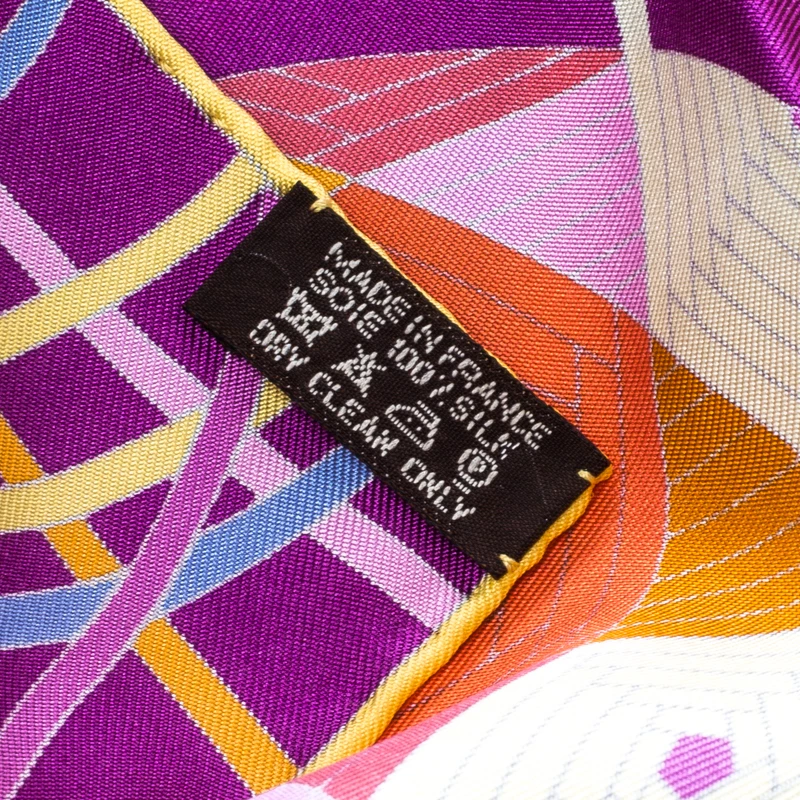 MADE IN FRANCE
SOIE 100 / SILK
P
DRY CLEAN ONLY